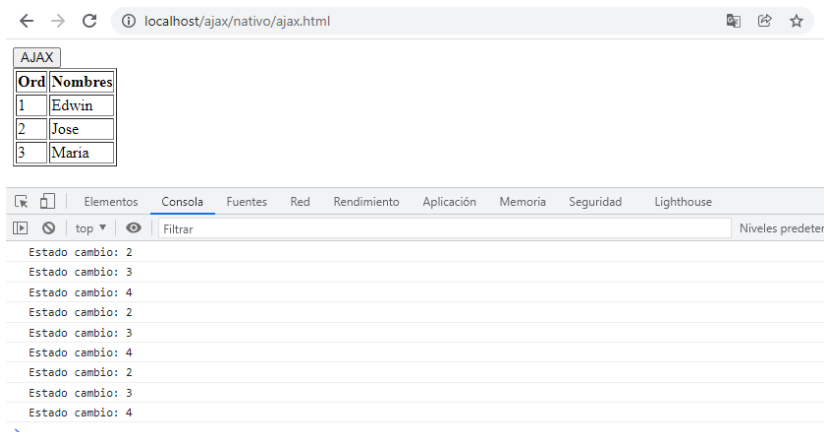 localhost/ajax/nativo/ajax.html
AJAX
Ord Nombres
1 Edwin
2 Jose
3 Maria
Elementos Consola Fuentes Red Rendimiento Aplicación Memoria Seguridad Lighthouse
top Filtrar Niveles predeter
Estado cambio: 2
Estado cambio: 3
Estado cambio: 4
Estado cambio: 2
Estado cambio: 3
Estado cambio: 4
Estado cambio: 2
Estado cambio: 3
Estado cambio: 4